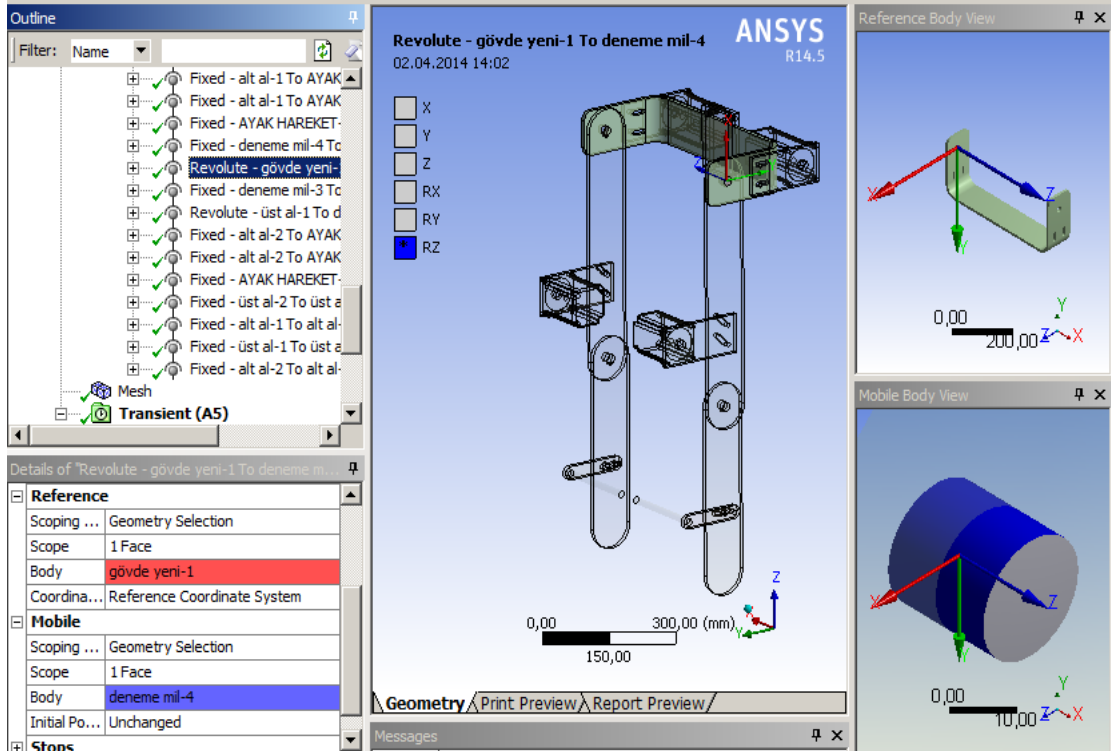 Outline
Filter: Name
Fixed - alt al-1 To AYAK
Fixed - alt al-1 To AYAK
Fixed - AYAK HAREKET-
Fixed - deneme mil-4 To
Revolute - gövde yeni-
Fixed - deneme mil-3 To
Revolute - üst al-1 To d
Fixed - alt al-2 To AYAK
Fixed - alt al-2 To AYAK
Fixed - AYAK HAREKET-
Fixed - üst al-2 To üst a
Fixed - alt al-1 To alt al-
Fixed - üst al-1 To üst a
Fixed - alt al-2 To alt al-
Mesh
Transient (A5)
Details of "Revolute - gövde yeni-1 To deneme m...
Reference
Scoping ... Geometry Selection
Scope 1 Face
Body gövde yeni-1
Coordina... Reference Coordinate System
Mobile
Scoping ... Geometry Selection
Scope 1 Face
Body deneme mil-4
Initial Po... Unchanged
Stops
Revolute - gövde yeni-1 To deneme mil-4
02.04.2014 14:02
ANSYS
R14.5
X
Y
Z
RX
RY
RZ
X
Z
Y
Z
X
Y
0,00 300,00 (mm)
150,00
Geometry Print Preview Report Preview
Messages
Reference Body View
X
Z
Y
0,00
200,00
Y
Z X
Mobile Body View
X
Z
Y
0,00
10,00
Y
Z X